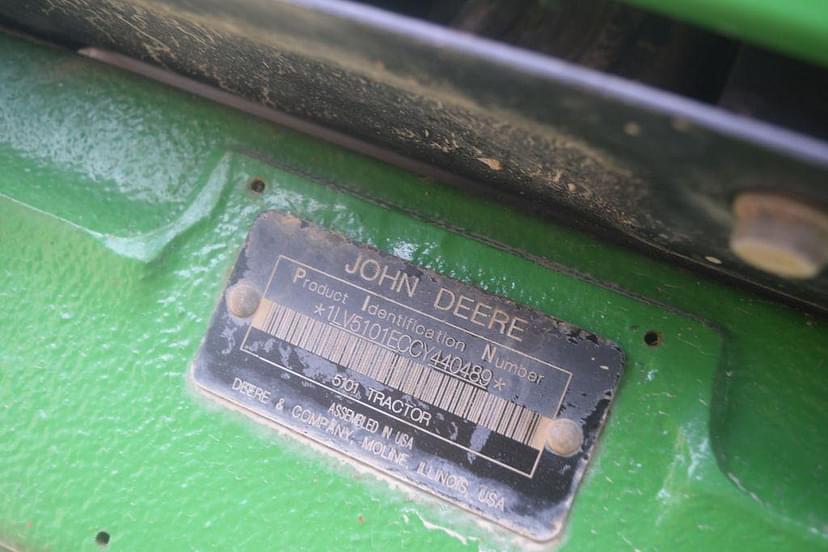 JOHN DEERE
Product Identification Number
*1LV5101ECCY440489*
5101 TRACTOR
ASSEMBLED IN USA
DEERE & COMPANY, MOLINE, ILLINOIS, USA